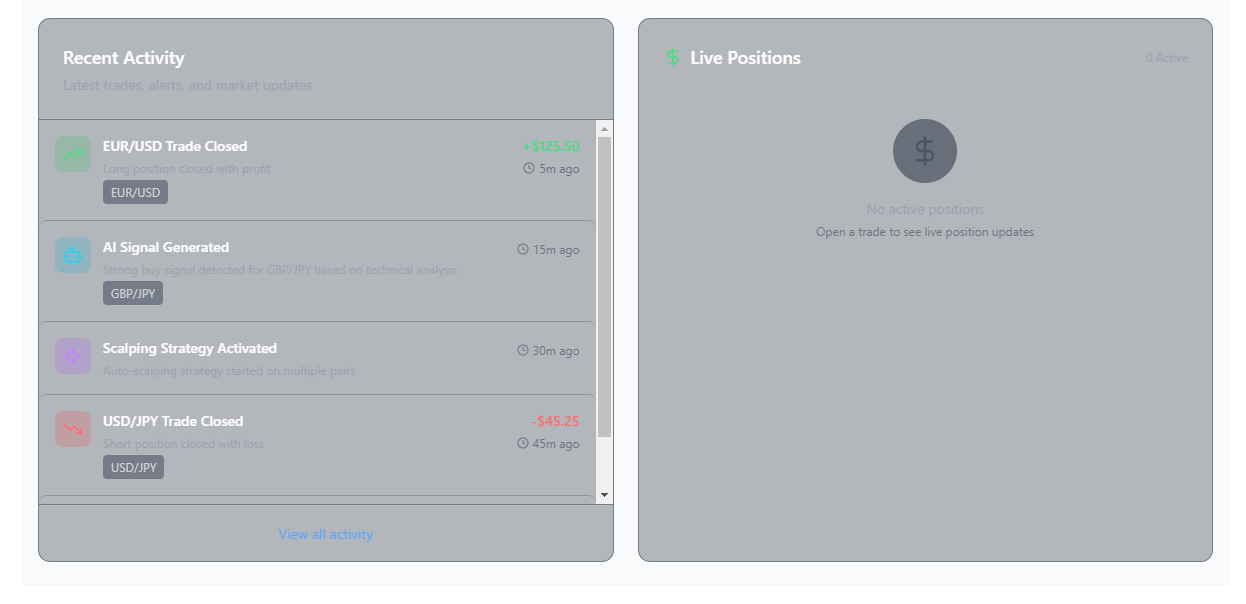 Recent Activity
Latest trades, alerts, and market updates
EUR/USD Trade Closed
+$125.50
Long position closed with profit
5m ago
EUR/USD
AI Signal Generated
15m ago
Strong buy signal detected for GBP/JPY based on technical analysis
GBP/JPY
Scalping Strategy Activated
30m ago
Auto-scalping strategy started on multiple pairs
USD/JPY Trade Closed
-$45.25
Short position closed with loss
45m ago
USD/JPY
View all activity
$ Live Positions
0 Active
$
No active positions
Open a trade to see live position updates